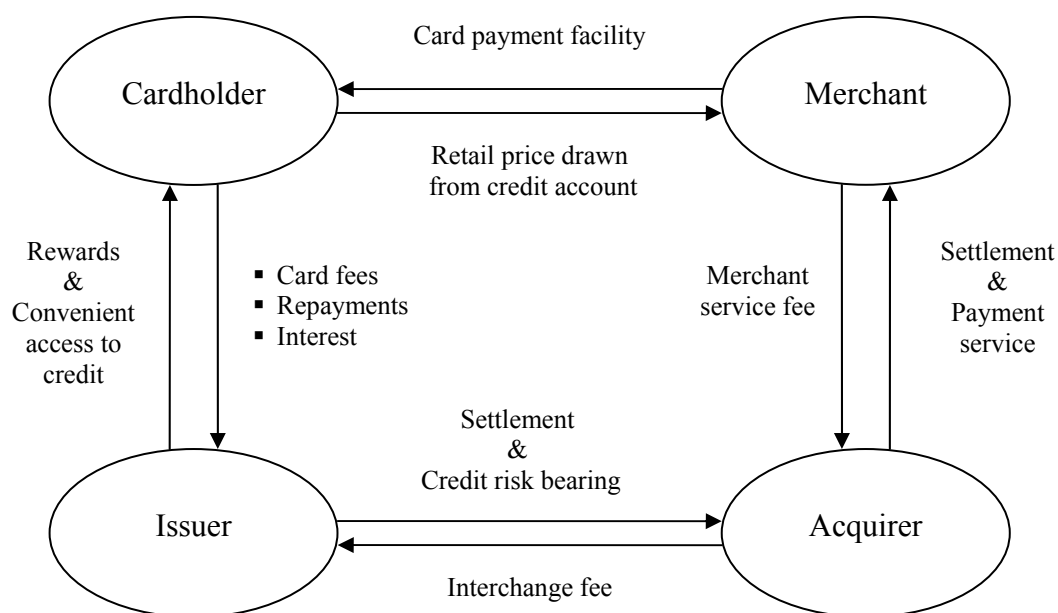 Card payment facility
Cardholder
Merchant
Retail price drawn
from credit account
Rewards
&
Convenient
access to
credit
▪ Card fees
▪ Repayments
▪ Interest
Merchant
service fee
Settlement
&
Payment
service
Settlement
&
Credit risk bearing
Issuer
Acquirer
Interchange fee